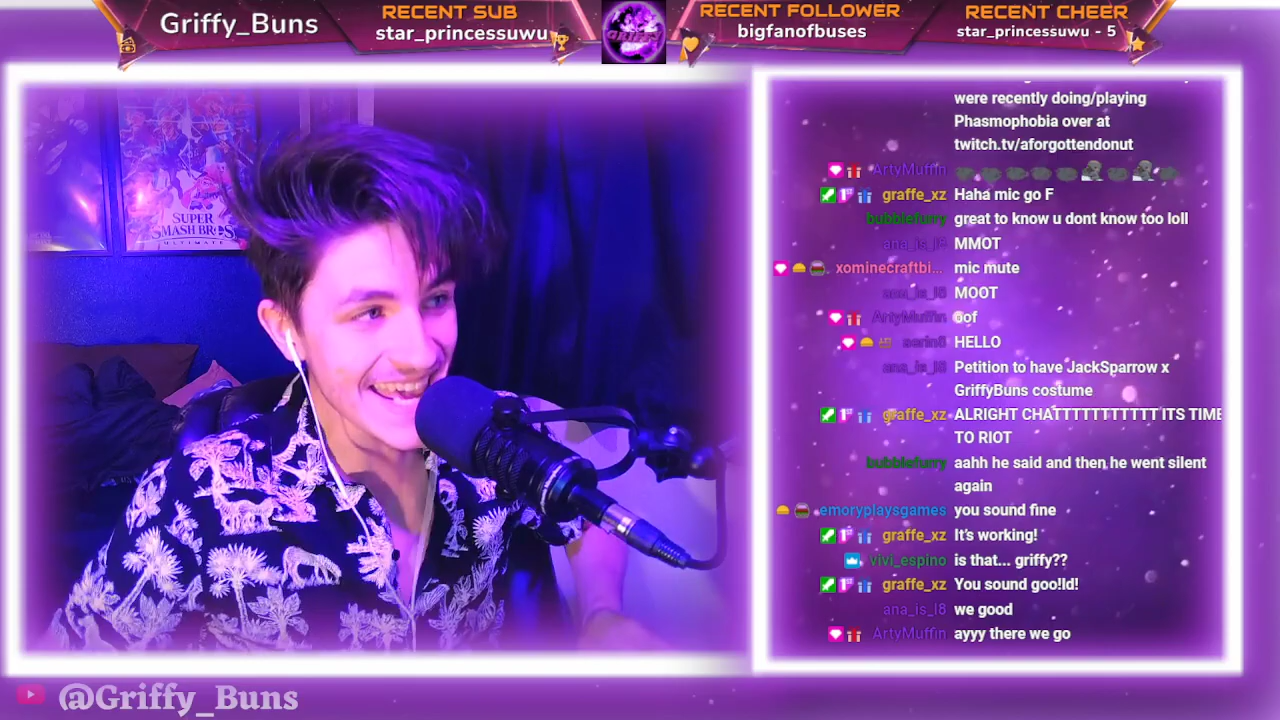 Griffy_Buns
RECENT SUB
star_princessuwu
GRIFFS
RECENT FOLLOWER
bigfanofbuses
RECENT CHEER
star_princessuwu - 5
SUPER
SMASH BROS
ULTIMATE
were recently doing/playing
Phasmophobia over at
twitch.tv/aforgottendonut
ArtyMuffin
graffe_xz Haha mic go F
bubblefurry great to know u dont know too loll
ana_is_l8 MMOT
xominecraftbi... mic mute
ana_is_l8 MOOT
ArtyMuffin oof
aerin8 HELLO
ana_is_l8 Petition to have JackSparrow x
GriffyBuns costume
graffe_xz ALRIGHT CHATTTTTTTTTTT ITS TIME
TO RIOT
bubblefurry aahh he said and then he went silent
again
emoryplaysgames you sound fine
graffe_xz It's working!
vivi_espino is that... griffy??
graffe_xz You sound goo!ld!
ana_is_l8 we good
ArtyMuffin ayyy there we go
@Griffy_Buns